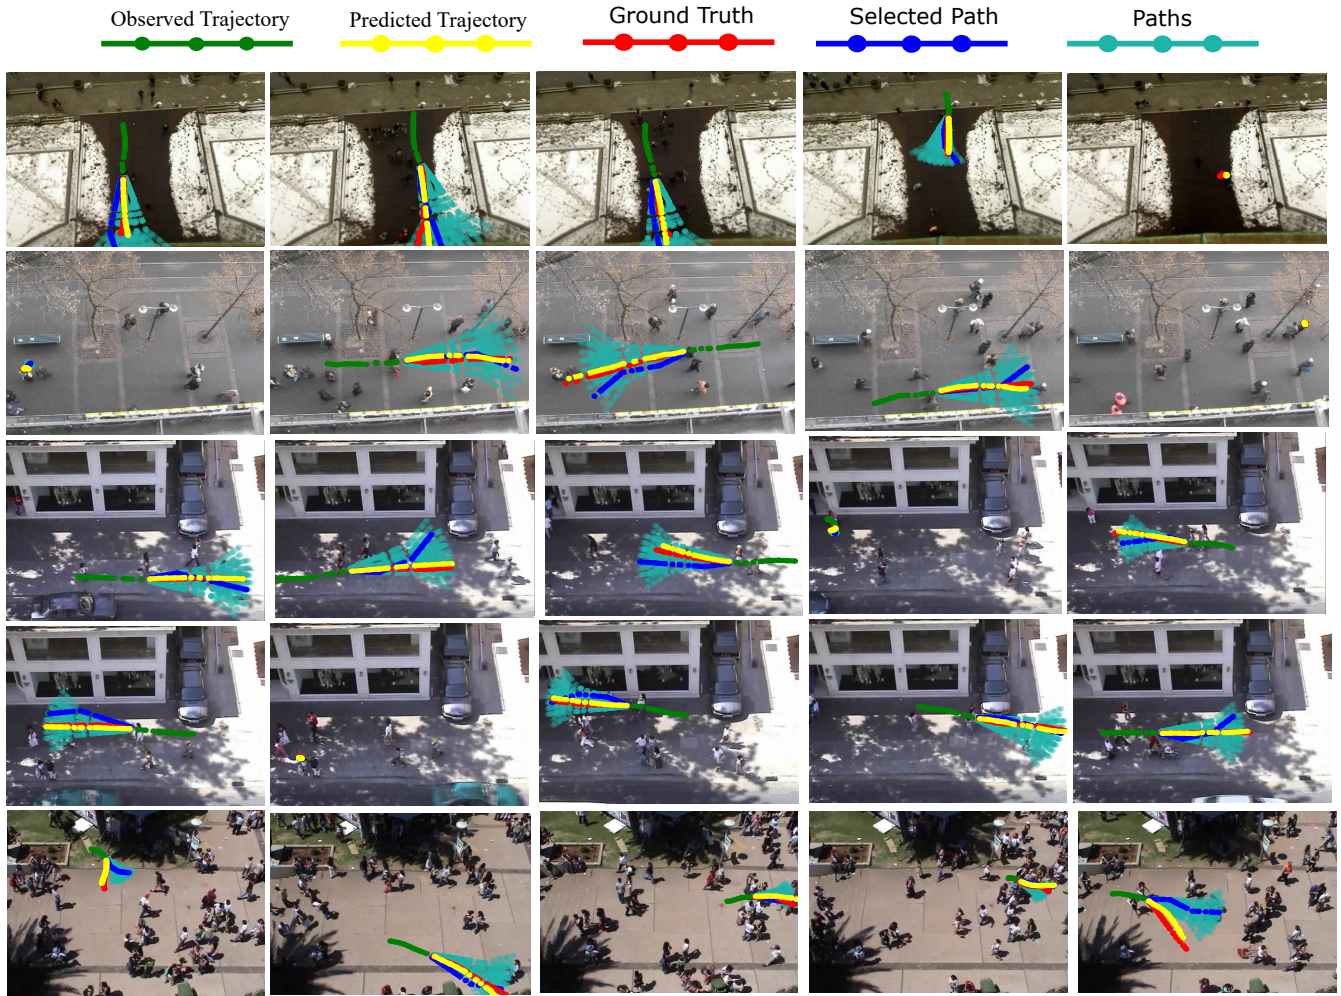 Observed Trajectory
Predicted Trajectory
Ground Truth
Selected Path
Paths